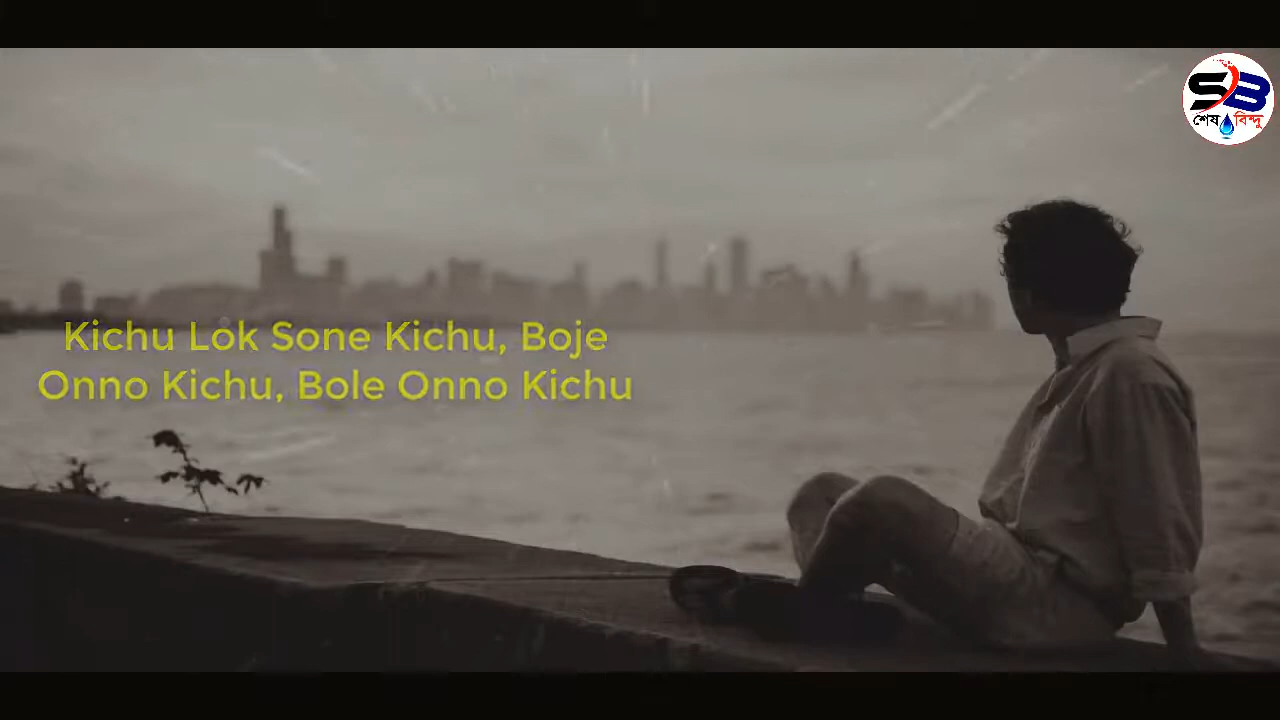 SB
শেষ বিন্দু
Kichu Lok Sone Kichu, Boje
Onno Kichu, Bole Onno Kichu